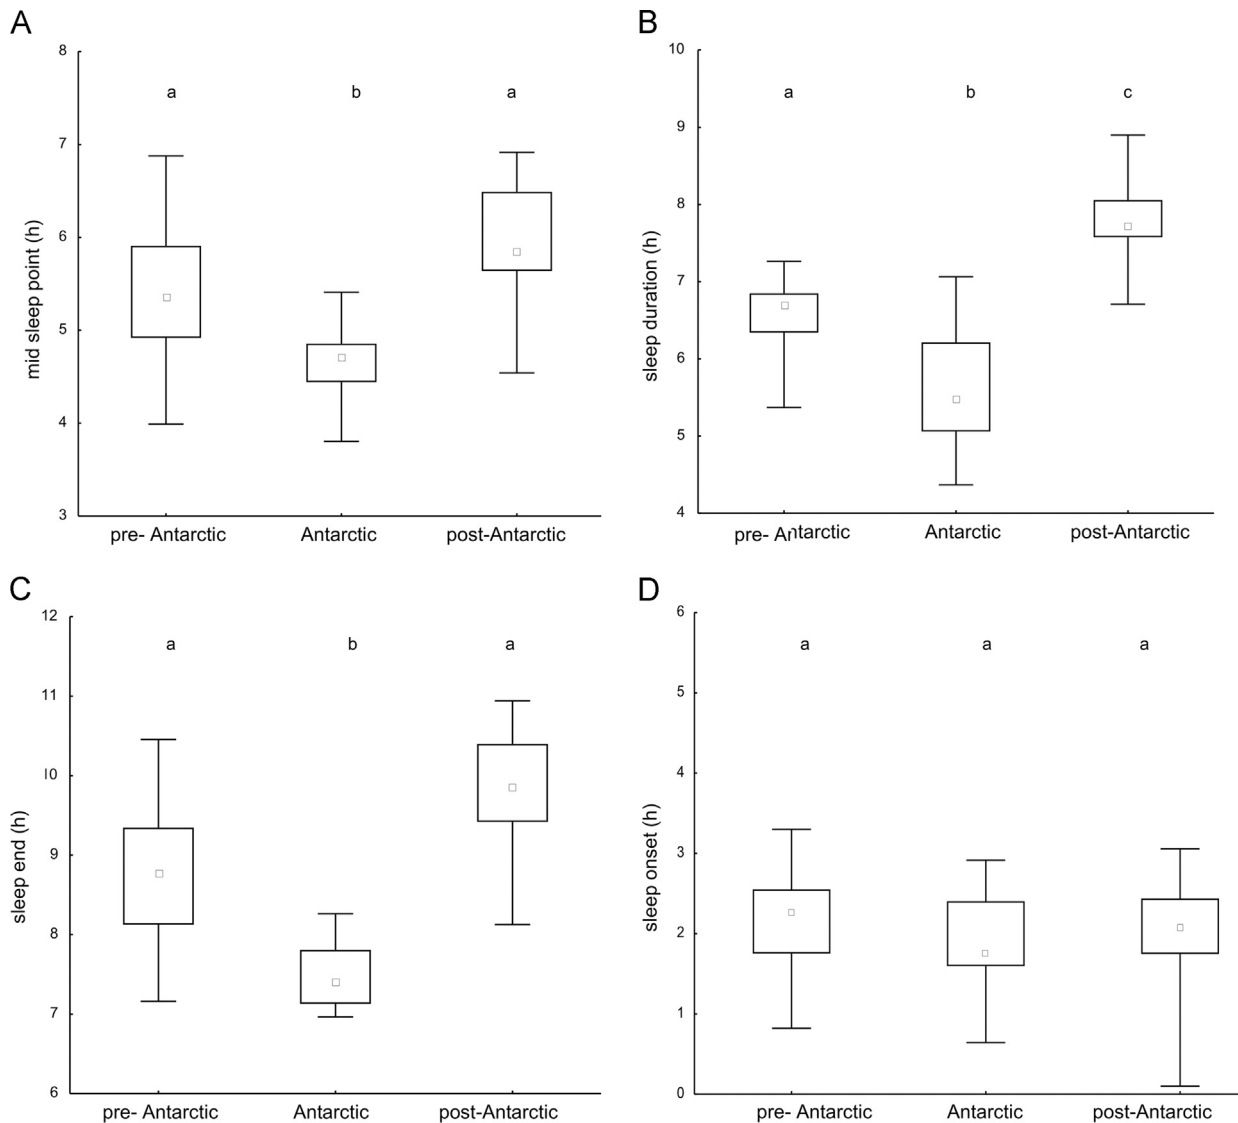 A
mid sleep point (h)
8
7
6
5
4
3
a b a
pre- Antarctic Antarctic post-Antarctic
B
sleep duration (h)
10
9
8
7
6
5
4
a b c
pre- Antarctic Antarctic post-Antarctic
C
sleep end (h)
12
11
10
9
8
7
6
a b a
pre- Antarctic Antarctic post-Antarctic
D
sleep onset (h)
6
5
4
3
2
1
0
a a a
pre- Antarctic Antarctic post-Antarctic